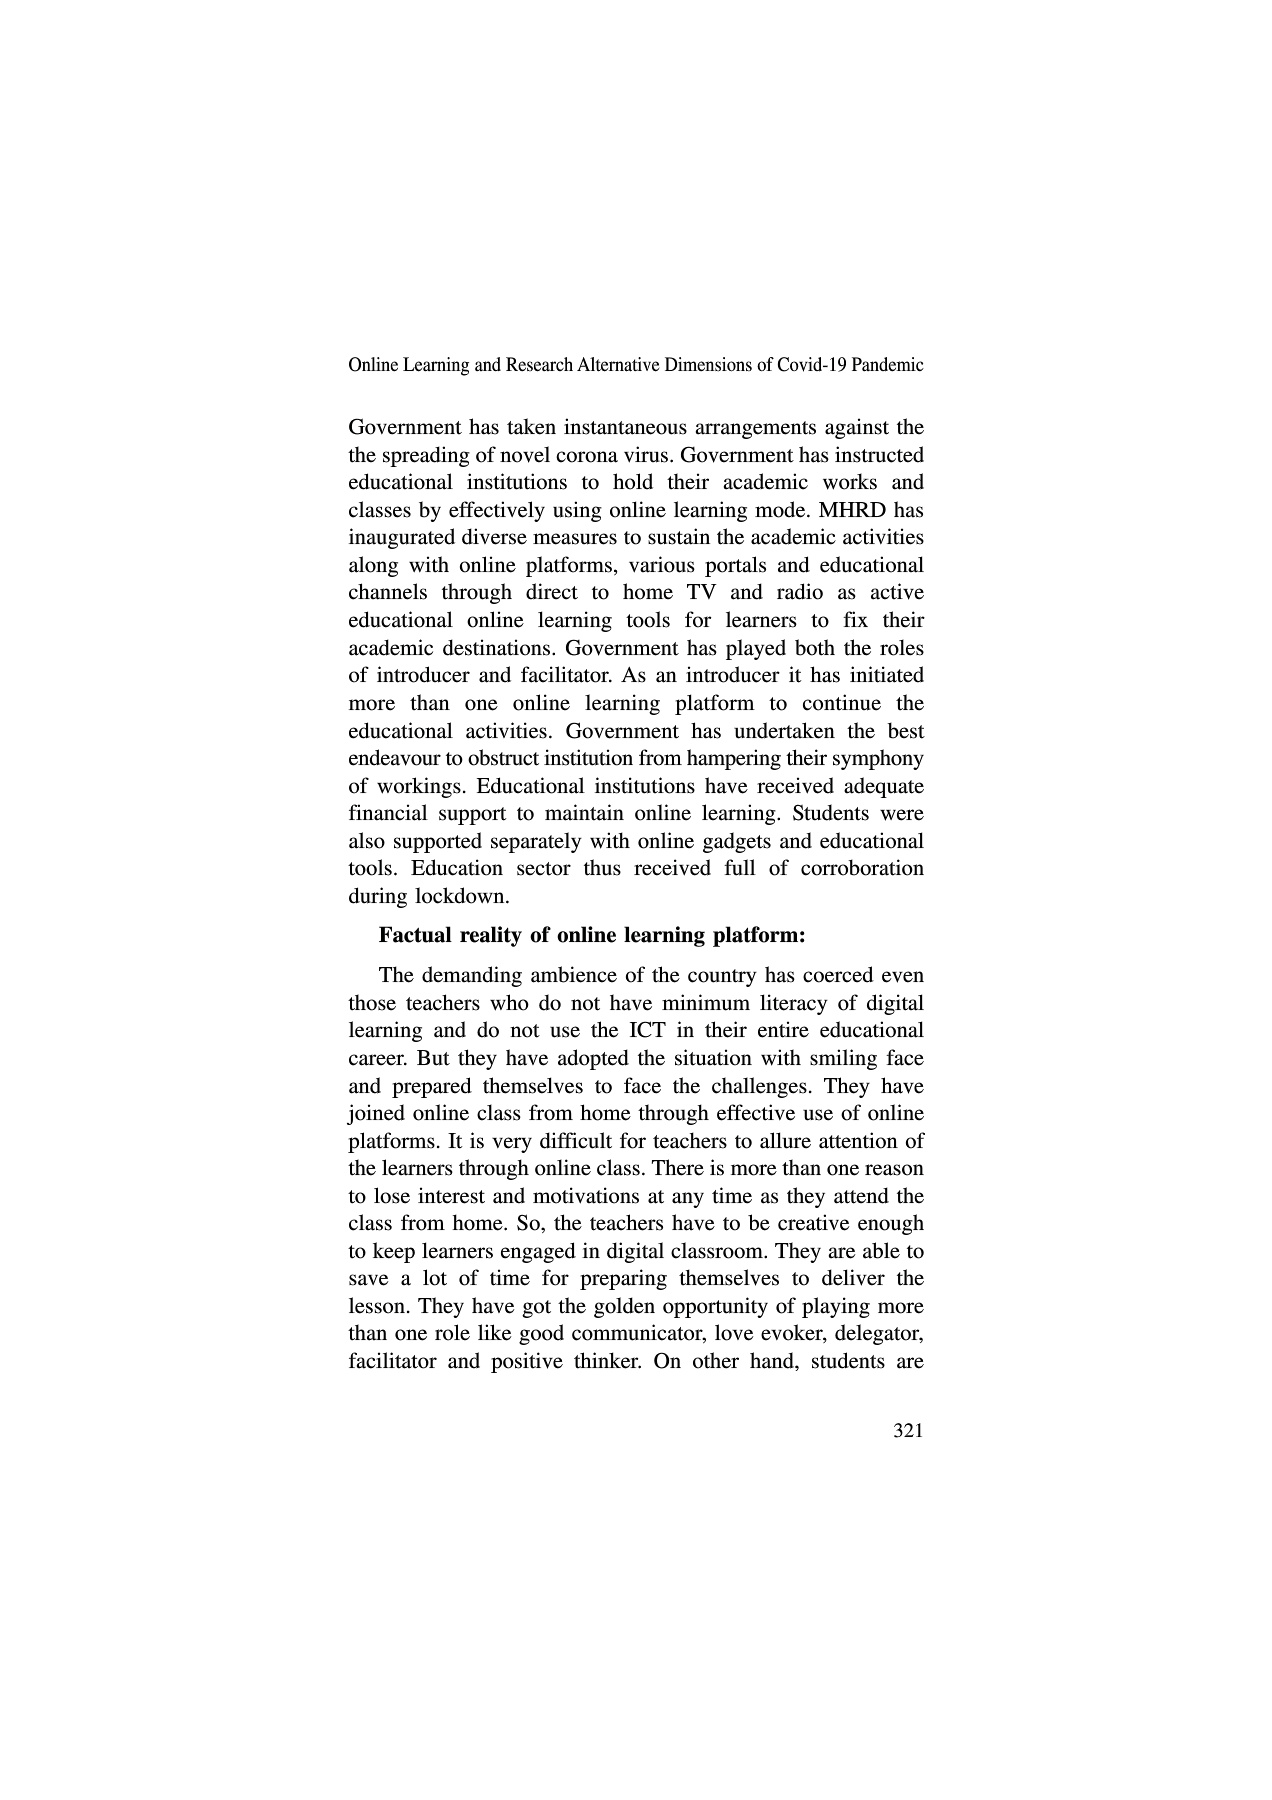 Online Learning and Research Alternative Dimensions of Covid-19 Pandemic
Government has taken instantaneous arrangements against the
the spreading of novel corona virus. Government has instructed
educational institutions to hold their academic works and
classes by effectively using online learning mode. MHRD has
inaugurated diverse measures to sustain the academic activities
along with online platforms, various portals and educational
channels through direct to home TV and radio as active
educational online learning tools for learners to fix their
academic destinations. Government has played both the roles
of introducer and facilitator. As an introducer it has initiated
more than one online learning platform to continue the
educational activities. Government has undertaken the best
endeavour to obstruct institution from hampering their symphony
of workings. Educational institutions have received adequate
financial support to maintain online learning. Students were
also supported separately with online gadgets and educational
tools. Education sector thus received full of corroboration
during lockdown.
Factual reality of online learning platform:
The demanding ambience of the country has coerced even
those teachers who do not have minimum literacy of digital
learning and do not use the ICT in their entire educational
career. But they have adopted the situation with smiling face
and prepared themselves to face the challenges. They have
joined online class from home through effective use of online
platforms. It is very difficult for teachers to allure attention of
the learners through online class. There is more than one reason
to lose interest and motivations at any time as they attend the
class from home. So, the teachers have to be creative enough
to keep learners engaged in digital classroom. They are able to
save a lot of time for preparing themselves to deliver the
lesson. They have got the golden opportunity of playing more
than one role like good communicator, love evoker, delegator,
facilitator and positive thinker. On other hand, students are
321